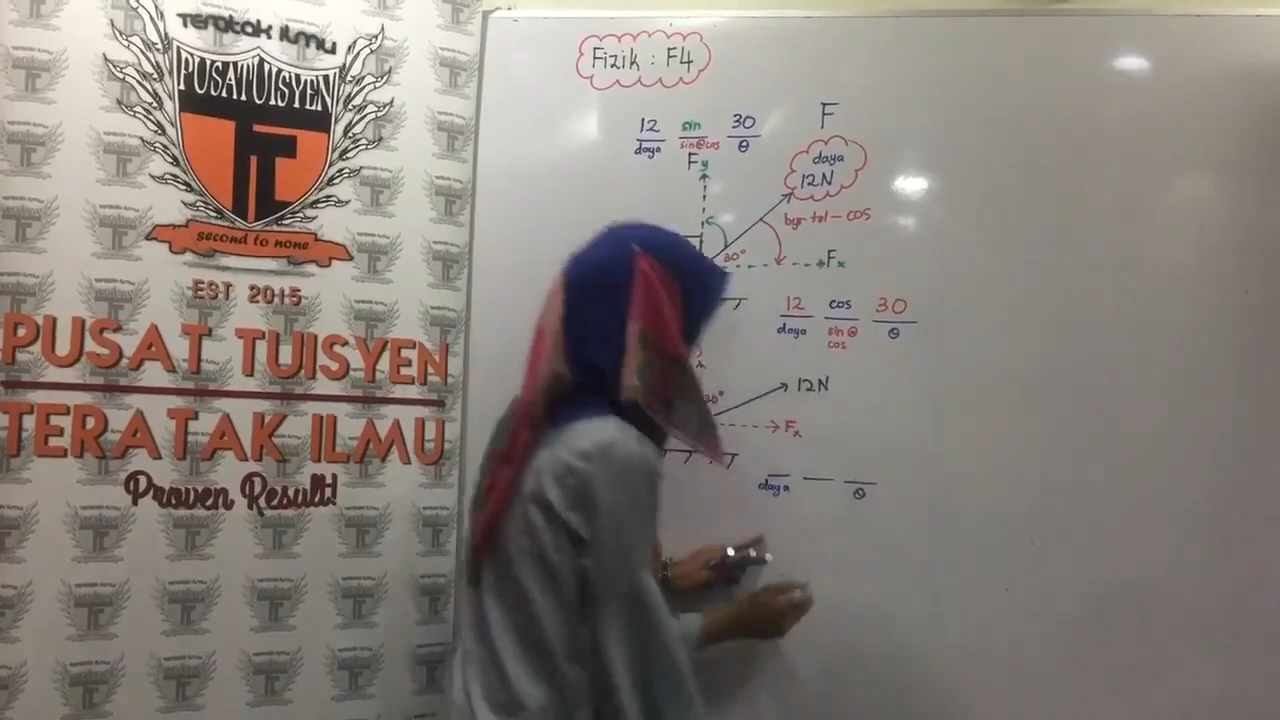 Teratak Ilmu
PUSATUISYEN
second to none
EST 2015
PUSAT TUISYEN
TERATAK ILMU
Proven Result!
Fizik : F4
12 sin 30
daya sin@cos θ
F
daya
12N
Fy
byr tol - cos
30°
Fx
12 cos 30
daya sin @ θ
cos
12N
30°
Fx
daya θ